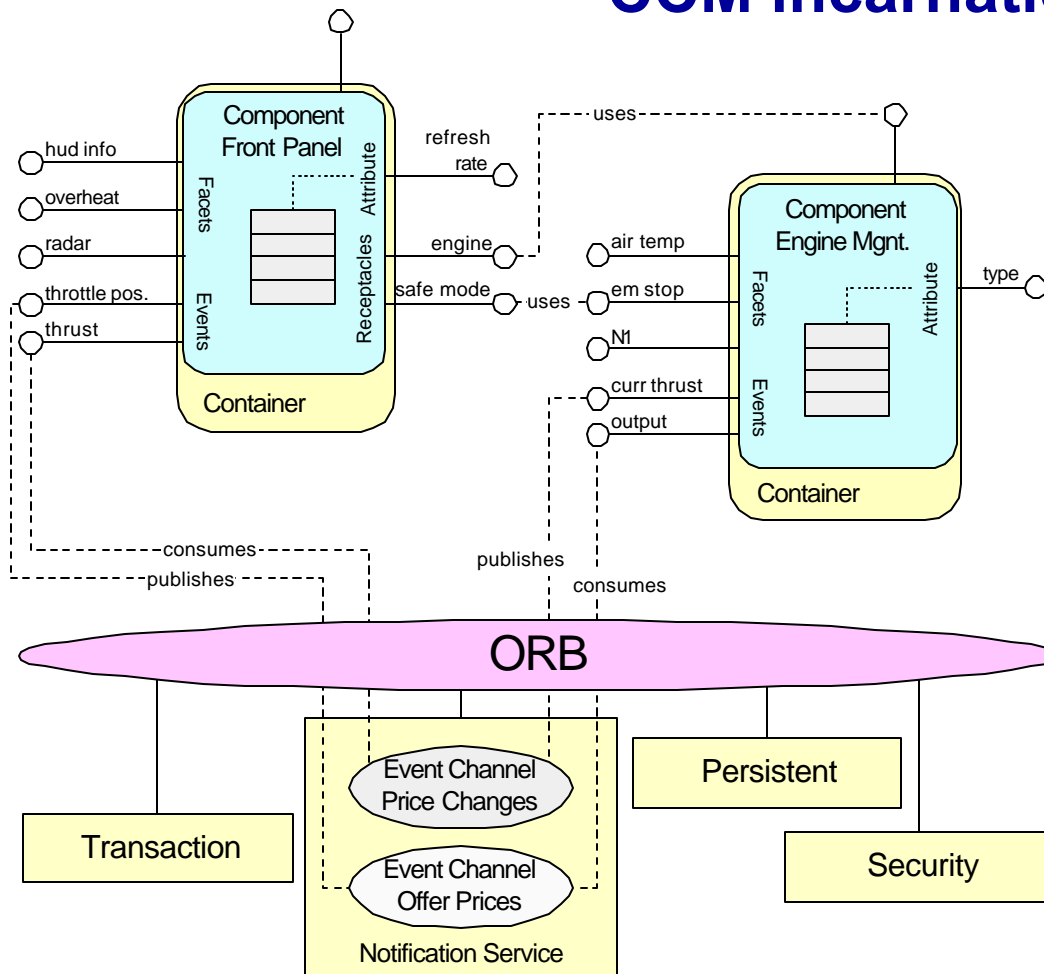 CCM Incarnati
Component
Front Panel
hud info
overheat
radar
throttle pos.
thrust
Facets
Events
Attribute
Receptacles
refresh
rate
engine
safe mode
Container
uses
uses
Component
Engine Mgnt.
air temp
em stop
N1
curr thrust
output
Facets
Events
Attribute
type
Container
consumes
publishes
publishes
consumes
ORB
Event Channel
Price Changes
Event Channel
Offer Prices
Notification Service
Transaction
Persistent
Security